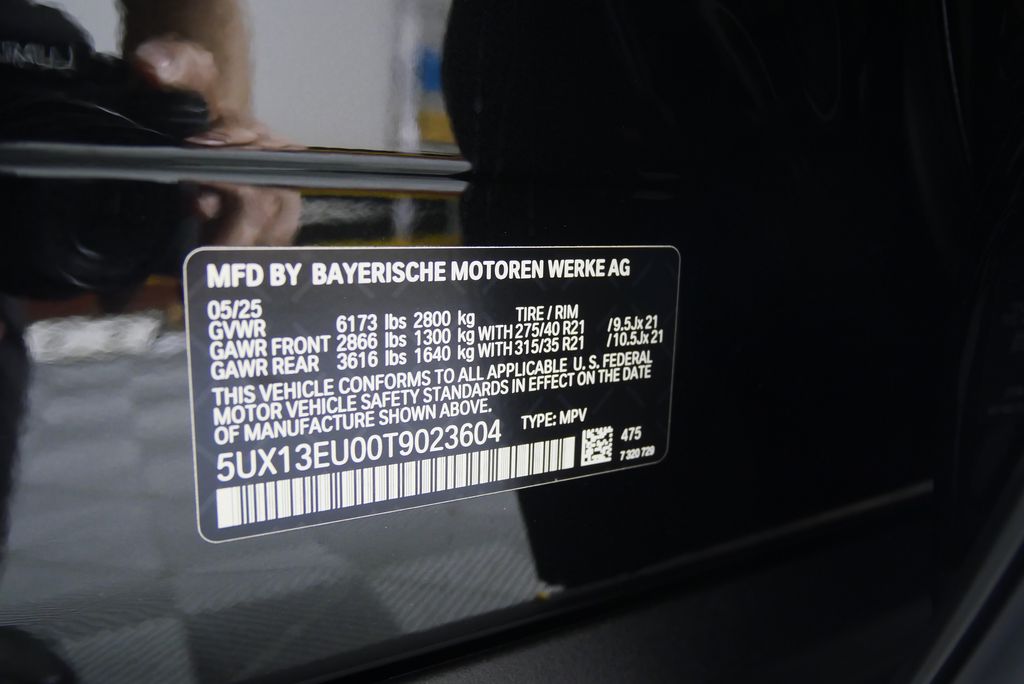 MFD BY BAYERISCHE MOTOREN WERKE AG
05/25 TIRE / RIM
GVWR 6173 lbs 2800 kg
GAWR FRONT 2866 lbs 1300 kg WITH 275/40 R21 /9.5Jx21
GAWR REAR 3616 lbs 1640 kg WITH 315/35 R21 /10.5Jx21
THIS VEHICLE CONFORMS TO ALL APPLICABLE U.S. FEDERAL
MOTOR VEHICLE SAFETY STANDARDS IN EFFECT ON THE DATE
OF MANUFACTURE SHOWN ABOVE.
TYPE: MPV
5UX13EU00T9023604
475
7 320 729